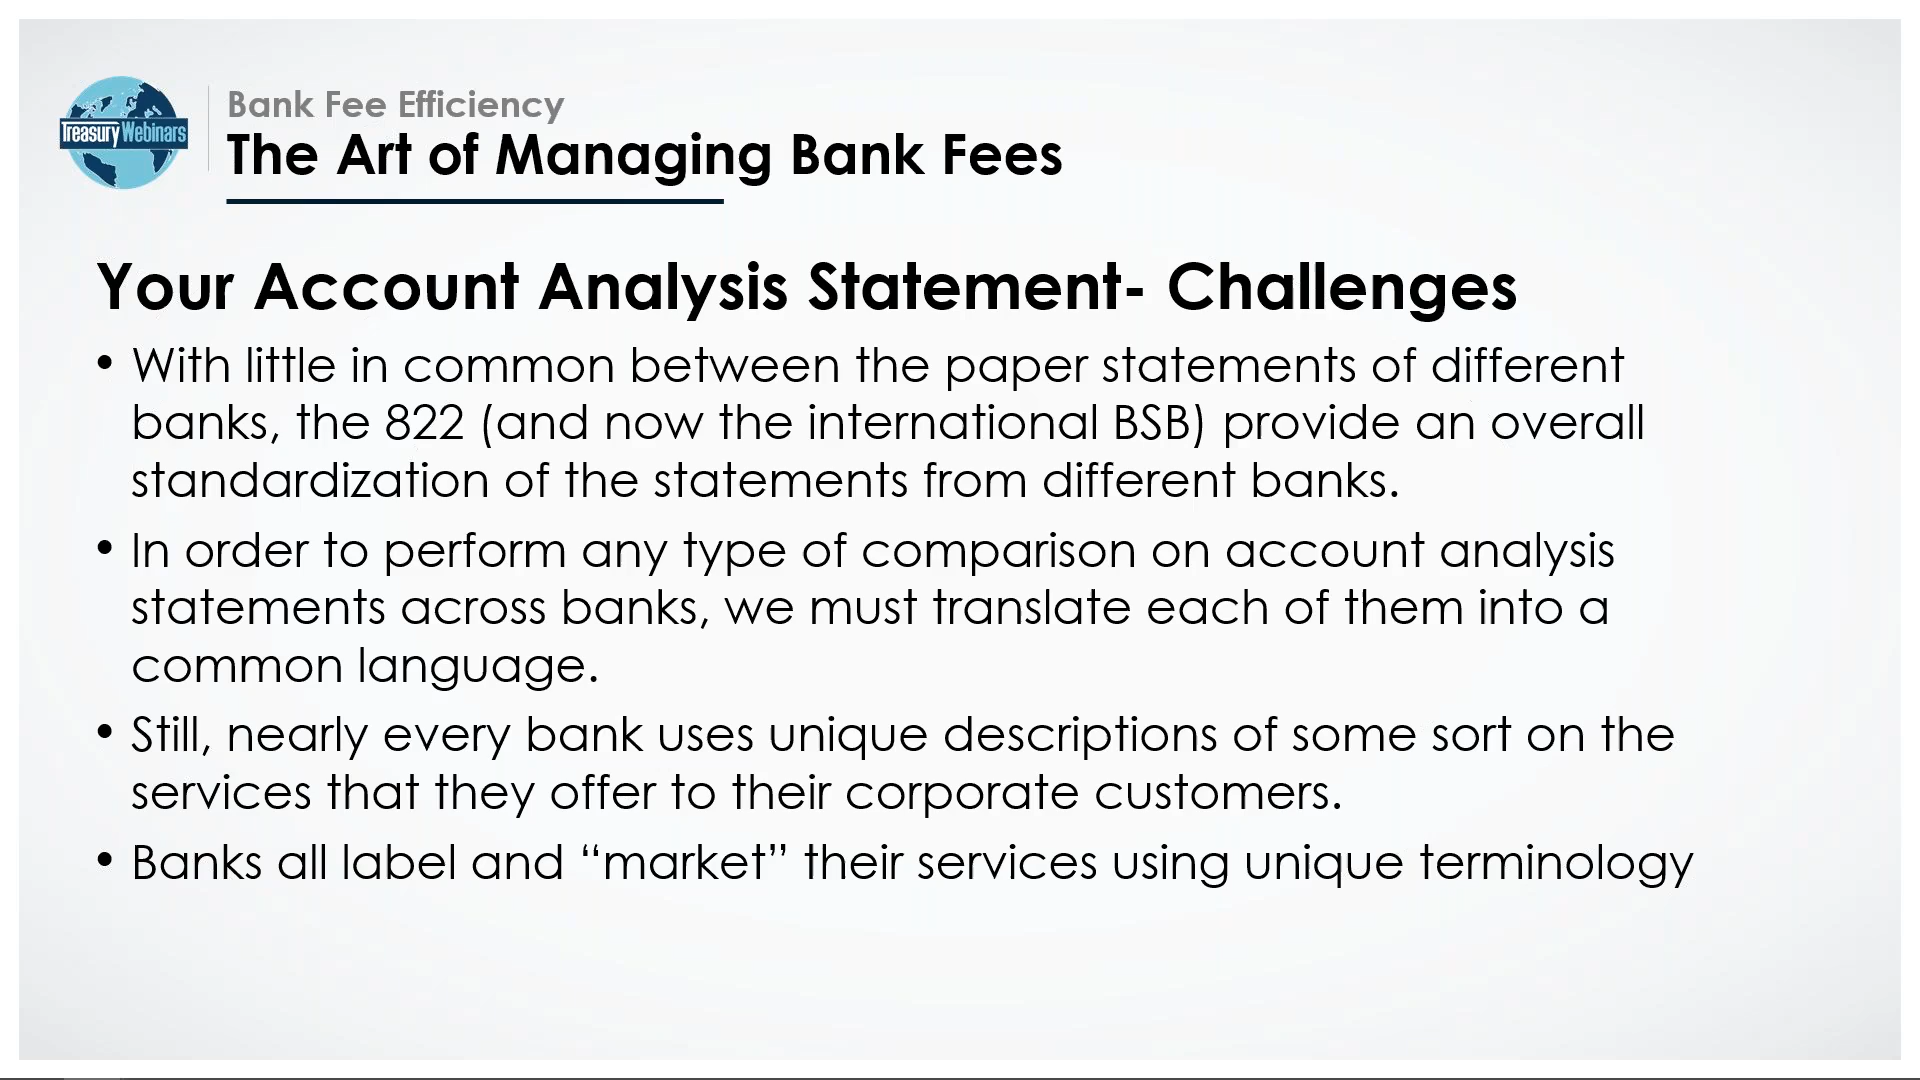 Treasury Webinars
Bank Fee Efficiency
The Art of Managing Bank Fees
Your Account Analysis Statement- Challenges
• With little in common between the paper statements of different
banks, the 822 (and now the international BSB) provide an overall
standardization of the statements from different banks.
• In order to perform any type of comparison on account analysis
statements across banks, we must translate each of them into a
common language.
• Still, nearly every bank uses unique descriptions of some sort on the
services that they offer to their corporate customers.
• Banks all label and “market” their services using unique terminology